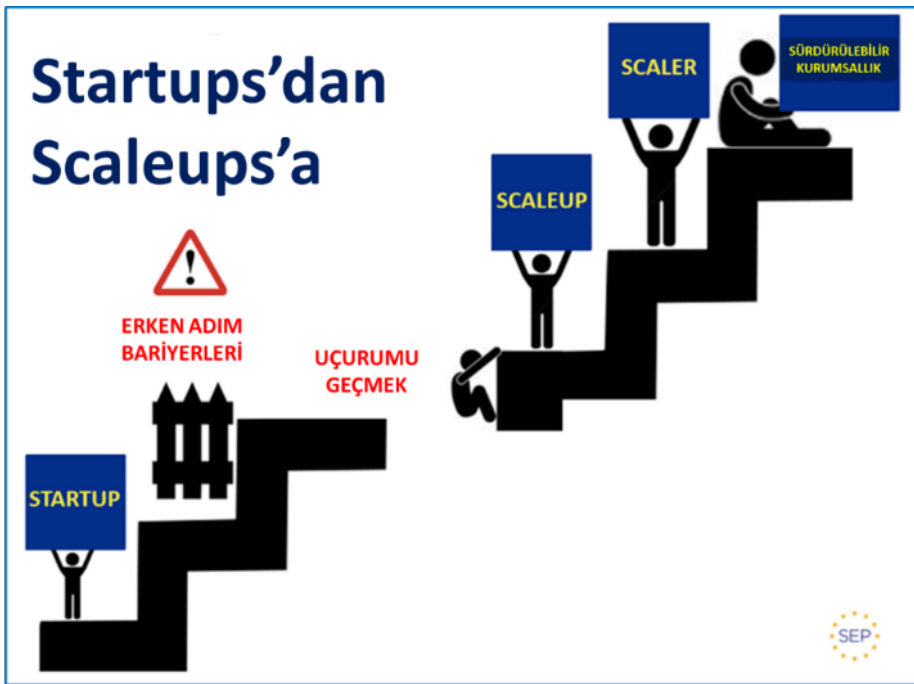 Startups’dan
Scaleups’a
ERKEN ADIM
BARİYERLERİ
UÇURUMU
GEÇMEK
STARTUP
SCALEUP
SCALER
SÜRDÜRÜLEBİLİR
KURUMSALLIK
SEP